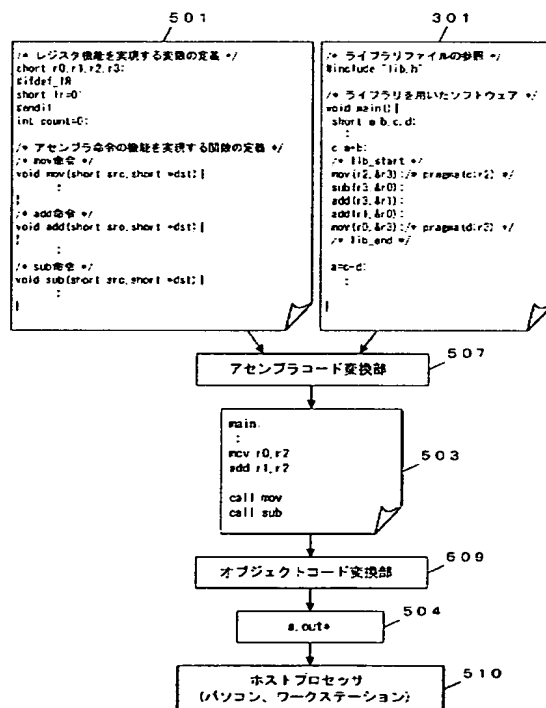 501
/* レジスタ機能を実現する変数の定義 */
short r0,r1,r2,r3;
#ifdef_IR
short lr=0;
#endif
int count=0;
/* アセンブラ命令の機能を実現する関数の定義 */
/* mov命令 */
void mov(short src,short *dst){
:
}
/* add命令 */
void add(short src,short *dst){
}
:
/* sub命令 */
void sub(short src,short *dst){
:
}
301
/* ライブラリファイルの参照 */
#include "lib.h"
/* ライブラリを用いたソフトウェア */
void main(){
short a,b,c,d;
:
c=a+b;
/* lib_start */
mov(r2,&r3);/* pragma(c:r2) */
sub(r3,&r0);
add(r3,&r1);
add(r1,&r0);
mov(r0,&r3);/* pragma(d:r3) */
/* lib_end */
a=c-d;
:
}
アセンブラコード変換部
507
main:
:
mov r0,r2
add r1,r2
call mov
call sub
503
オブジェクトコード変換部
509
a.out*
504
ホストプロセッサ
(パソコン、ワークステーション)
510